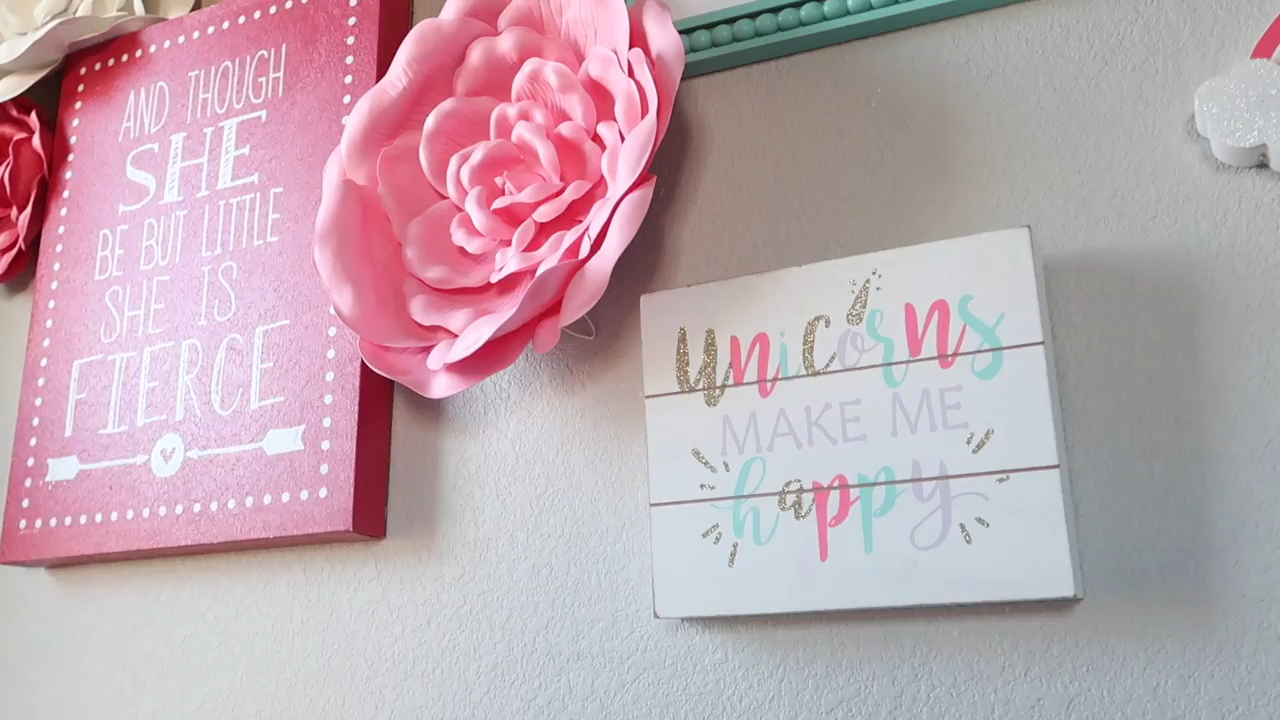 AND THOUGH
SHE
BE BUT LITTLE
SHE IS
FIERCE
unicorns
MAKE ME
happy